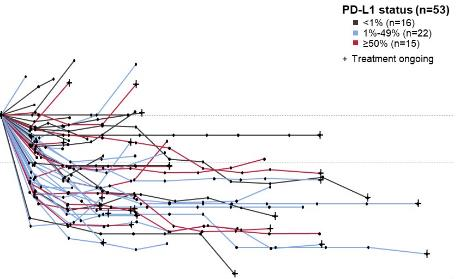 PD-L1 status (n=53)
<1% (n=16)
1%-49% (n=22)
≥50% (n=15)
+ Treatment ongoing